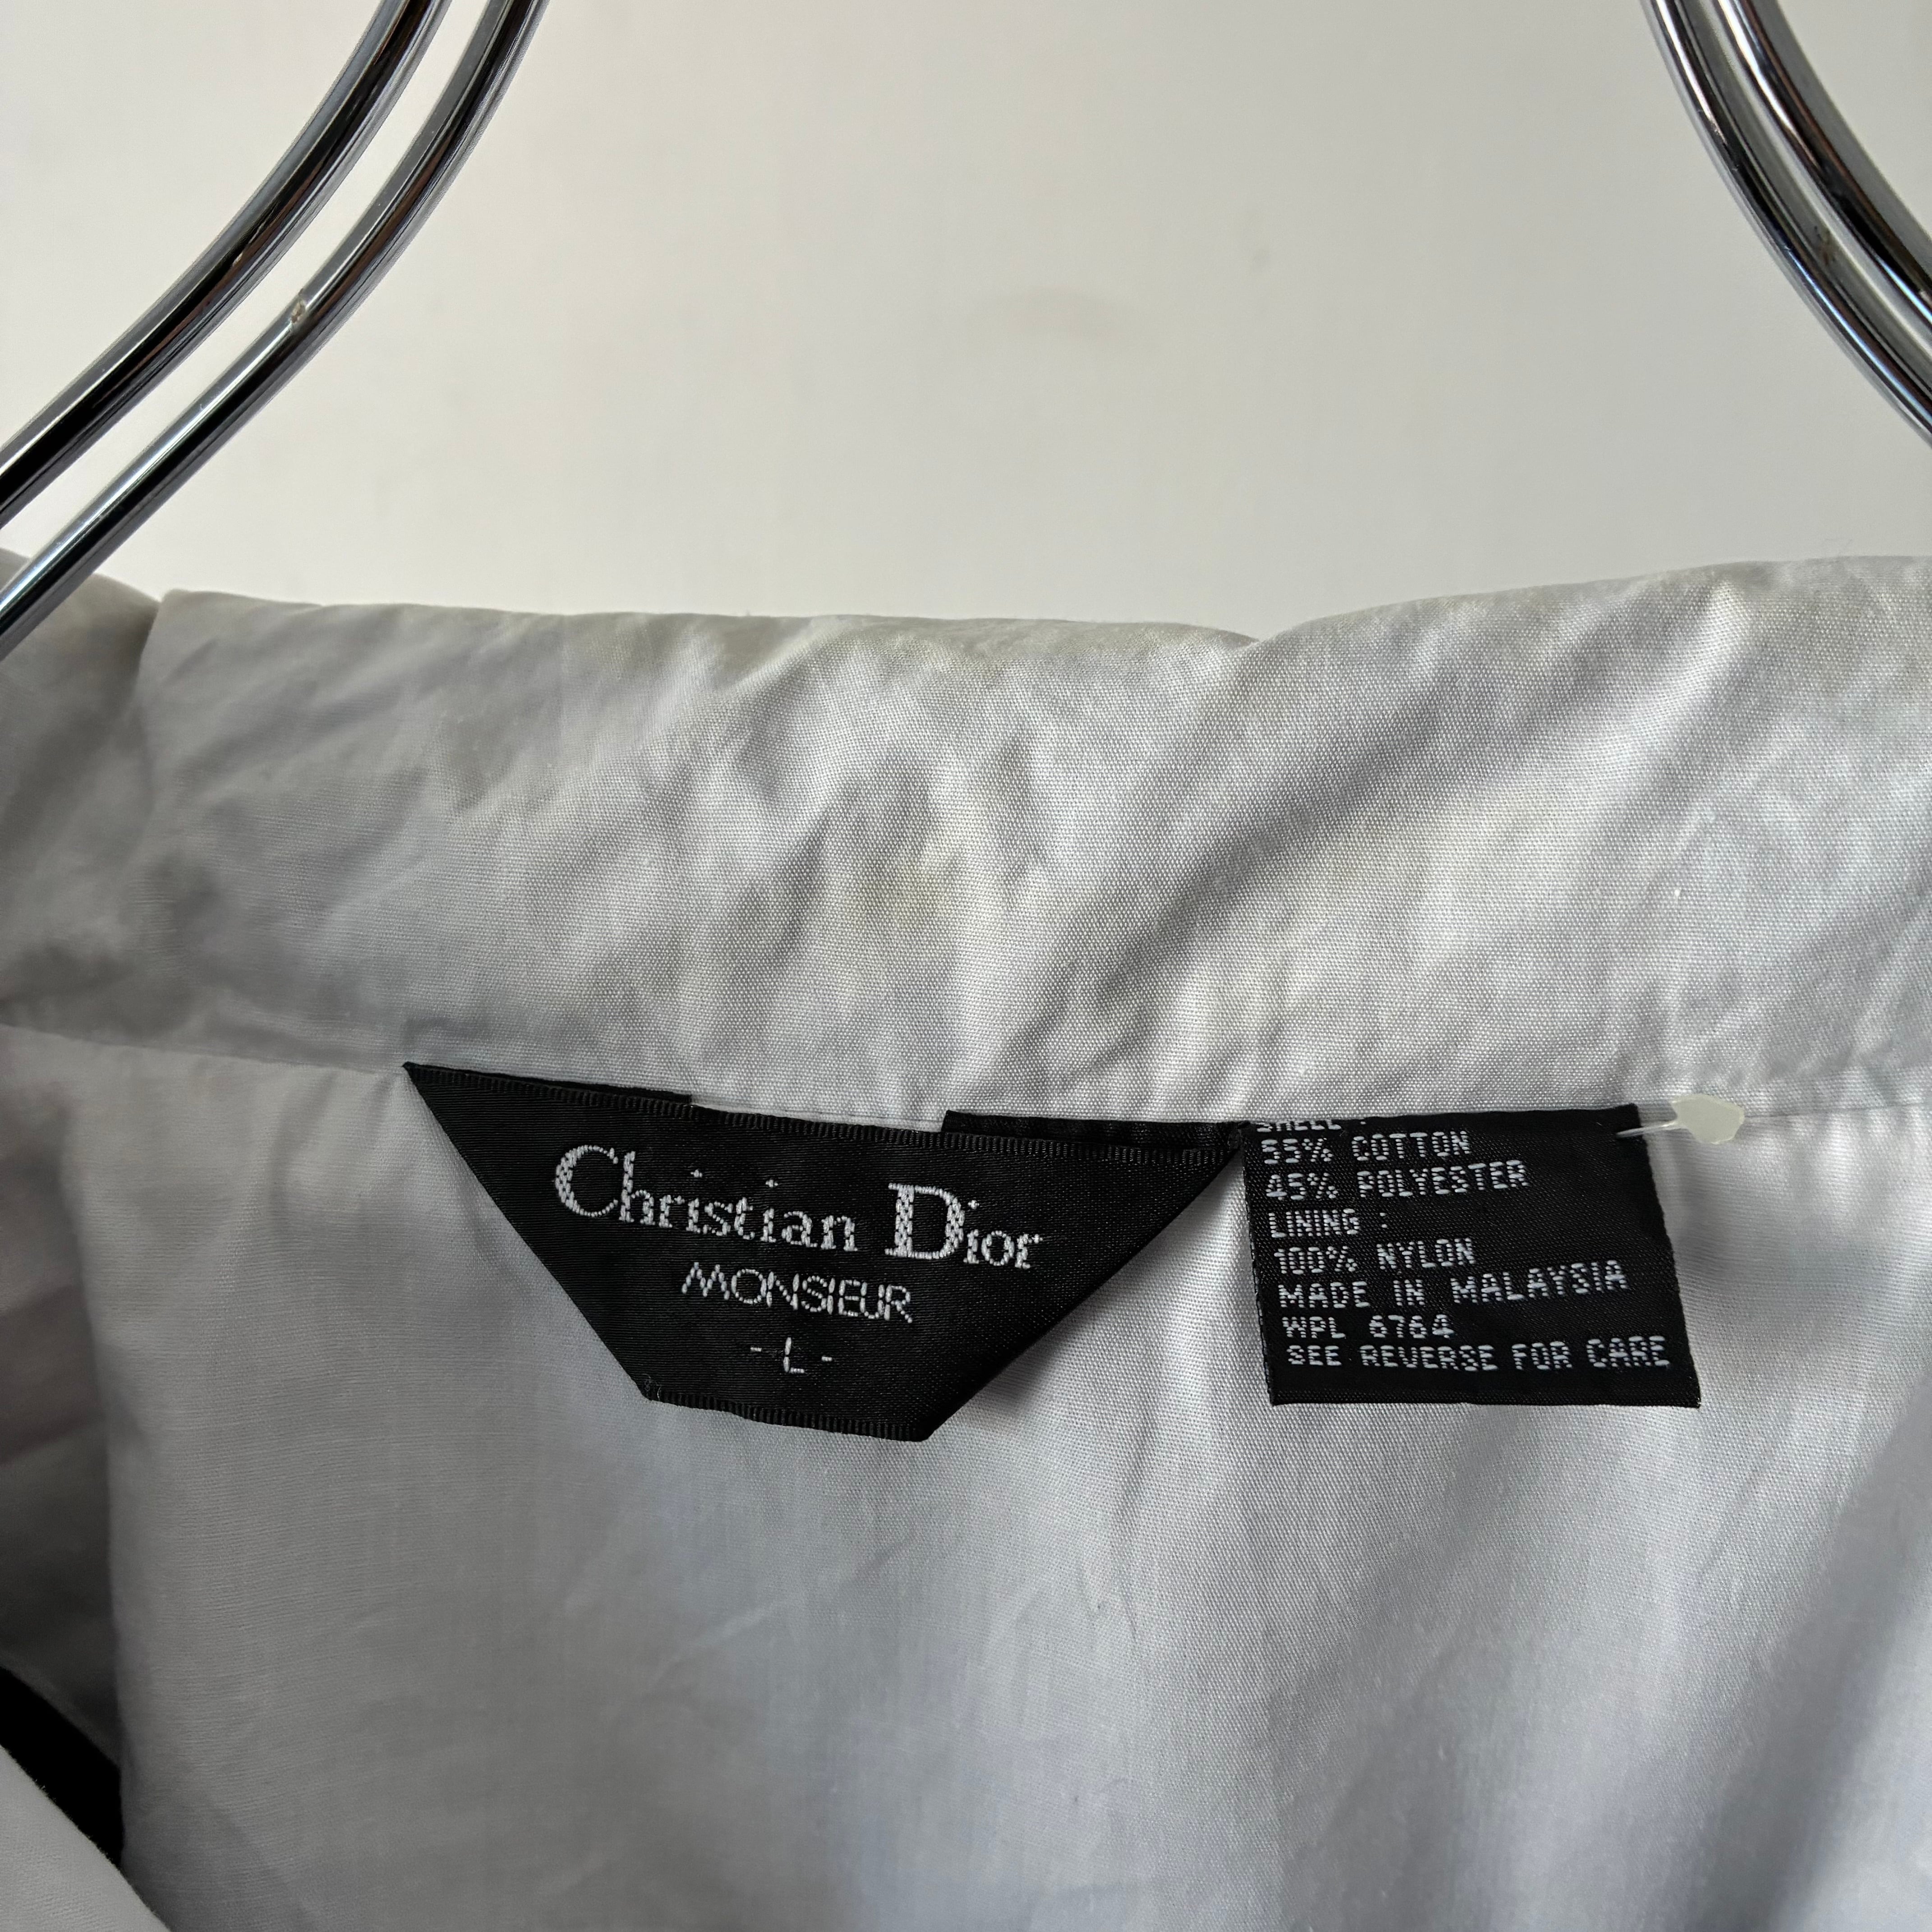 Christian Dior
MONSIEUR
- L -
SHELL :
55% COTTON
45% POLYESTER
LINING :
100% NYLON
MADE IN MALAYSIA
WPL 6764
SEE REVERSE FOR CARE